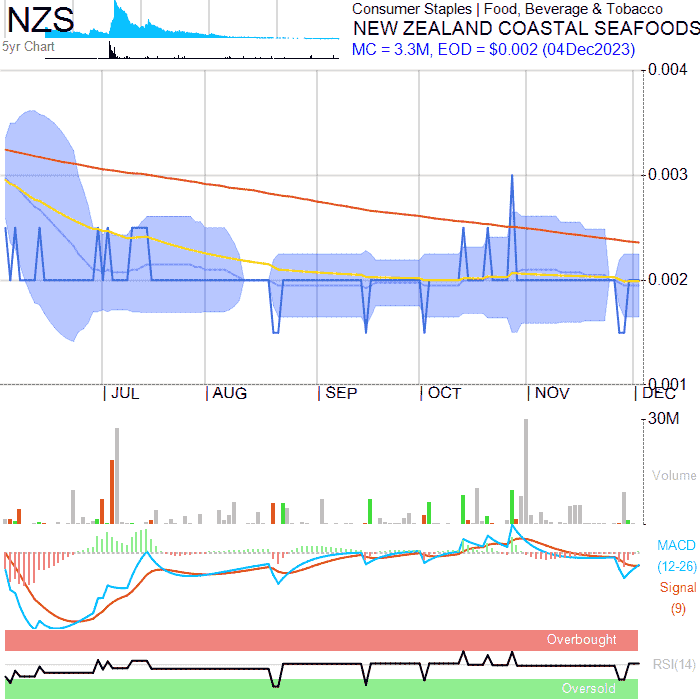 NZS
Consumer Staples | Food, Beverage & Tobacco
NEW ZEALAND COASTAL SEAFOODS
MC = 3.3M, EOD = $0.002 (04Dec2023)
5yr Chart
0.004
0.003
0.002
0.001
JUL
AUG
SEP
OCT
NOV
DEC
30M
Volume
MACD
(12-26)
Signal
(9)
Overbought
RSI(14)
Oversold